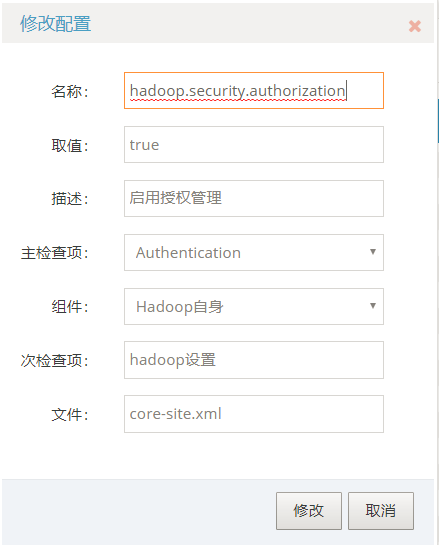 修改配置
名称： hadoop.security.authorization
取值： true
描述： 启用授权管理
主检查项： Authentication
组件： Hadoop自身
次检查项： hadoop设置
文件： core-site.xml
修改 取消